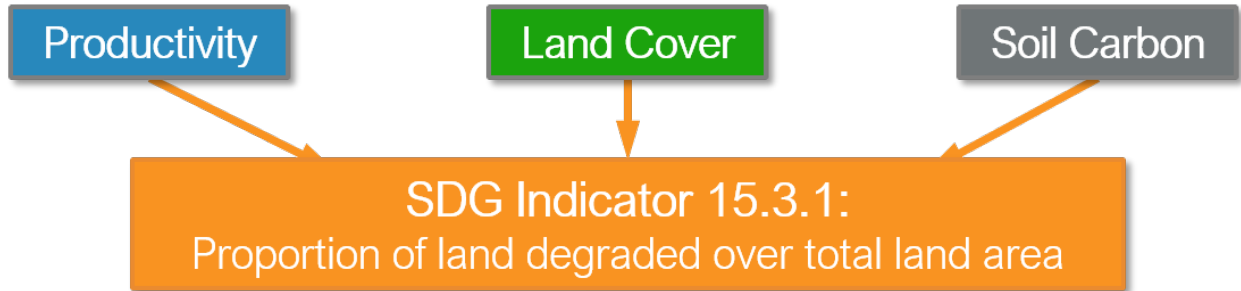 Productivity
Land Cover
Soil Carbon
SDG Indicator 15.3.1:
Proportion of land degraded over total land area